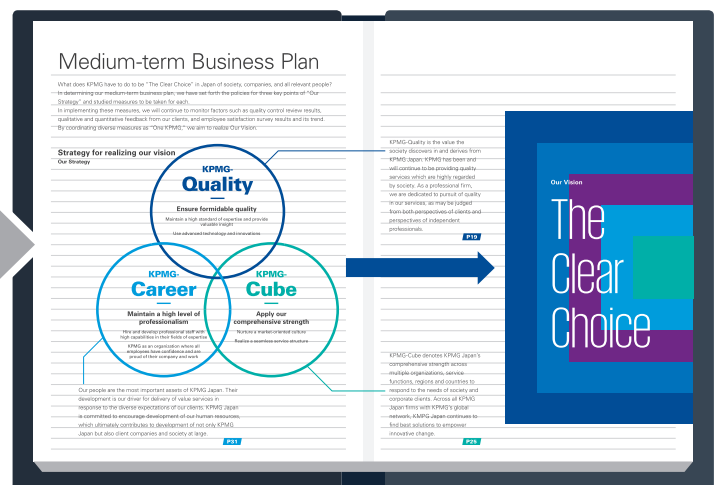 Medium-term Business Plan
What does KPMG have to do to be "The Clear Choice" in Japan of society, companies, and all relevant people?
In determining our medium-term business plan, we have set forth the policies for three key points of "Our
Strategy" and studied measures to be taken for each.
In implementing these measures, we will continue to monitor factors such as quality control review results,
qualitative and quantitative feedback from our clients, and employee satisfaction survey results and its trend.
By coordinating diverse measures as "One KPMG," we aim to realize Our Vision.
Strategy for realizing our vision
Our Strategy
KPMG-
Quality
Ensure formidable quality
Maintain a high standard of expertise and provide
valuable insight
Use advanced technology and innovations
KPMG-
Career
Maintain a high level of
professionalism
Hire and develop professional staff with
high capabilities in their fields of expertise
KPMG as an organization where all
employees have confidence and are
proud of their company and work
KPMG-
Cube
Apply our
comprehensive strength
Nurture a market-oriented culture
Realize a seamless service structure
Our people are the most important assets of KPMG Japan. Their
development is our driver for delivery of value services in
response to the diverse expectations of our clients. KPMG Japan
is committed to encourage development of our human resources,
which ultimately contributes to development of not only KPMG
Japan but also client companies and society at large.
P31
KPMG-Quality is the value the
society discovers in and derives from
KPMG Japan. KPMG has been and
will continue to be providing quality
services which are highly regarded
by society. As a professional firm,
we are dedicated to pursuit of quality
in our services, as may be judged
from both perspectives of clients and
perspectives of independent
professionals.
P19
KPMG-Cube denotes KPMG Japan's
comprehensive strength across
multiple organizations, service
functions, regions and countries to
respond to the needs of society and
corporate clients. Across all KPMG
Japan firms with KPMG's global
network, KMPG Japan continues to
find best solutions to empower
innovative change.
P25
Our Vision
The
Clear
Choice